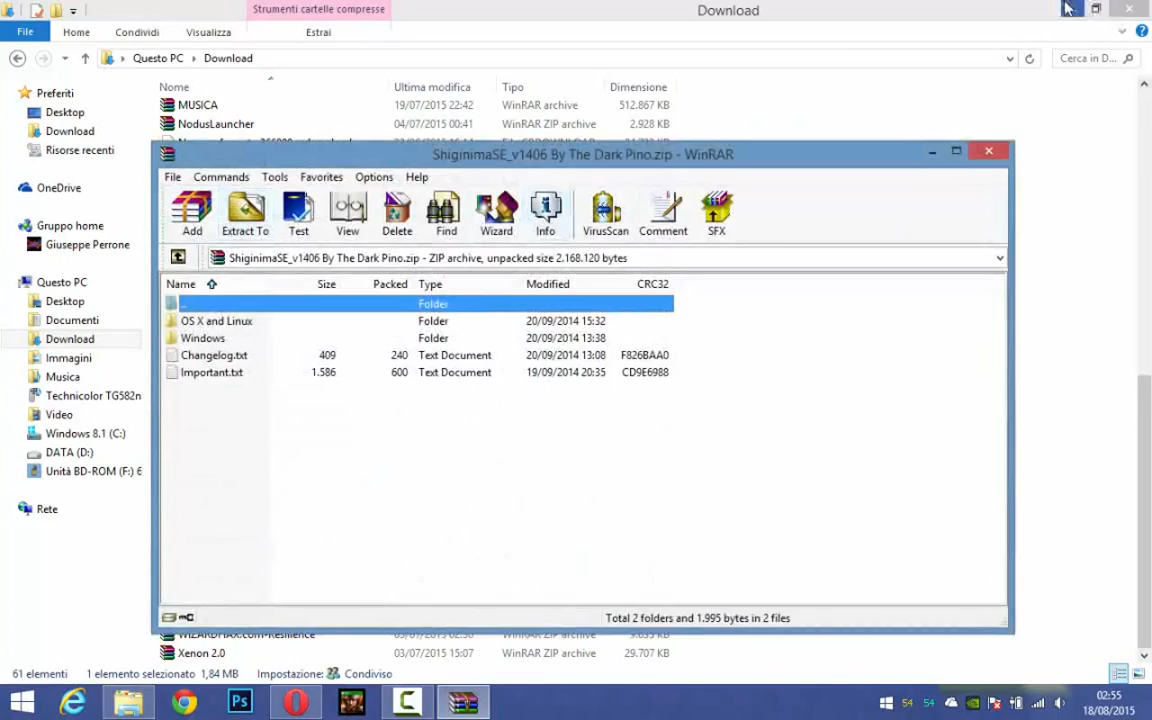 Strumenti cartelle compresse
Download
File Home Condividi Visualizza Estrai
Questo PC Download Cerca in D...
Nome Ultima modifica Tipo Dimensione
MUSICA 19/07/2015 22:42 WinRAR archive 512.867 KB
NodusLauncher 04/07/2015 00:41 WinRAR ZIP archive 2.928 KB
Preferiti
Desktop
Download
Risorse recenti
OneDrive
Gruppo home
Giuseppe Perrone
Questo PC
Desktop
Documenti
Download
Immagini
Musica
Technicolor TG582n
Video
Windows 8.1 (C:)
DATA (D:)
Unità BD-ROM (F:) 6
Rete
ShiginimaSE_v1406 By The Dark Pino.zip - WinRAR
File Commands Tools Favorites Options Help
Add Extract To Test View Delete Find Wizard Info VirusScan Comment SFX
ShiginimaSE_v1406 By The Dark Pino.zip - ZIP archive, unpacked size 2.168.120 bytes
Name Size Packed Type Modified CRC32
.. Folder
OS X and Linux Folder 20/09/2014 15:32
Windows Folder 20/09/2014 13:38
Changelog.txt 409 240 Text Document 20/09/2014 13:08 F826BAA0
Important.txt 1.586 600 Text Document 19/09/2014 20:35 CD9E6988
Total 2 folders and 1.995 bytes in 2 files
Xenon 2.0 03/07/2015 15:07 WinRAR ZIP archive 29.707 KB
61 elementi 1 elemento selezionato 1,84 MB Impostazione: Condiviso
Ps 54 54 02:55
18/08/2015